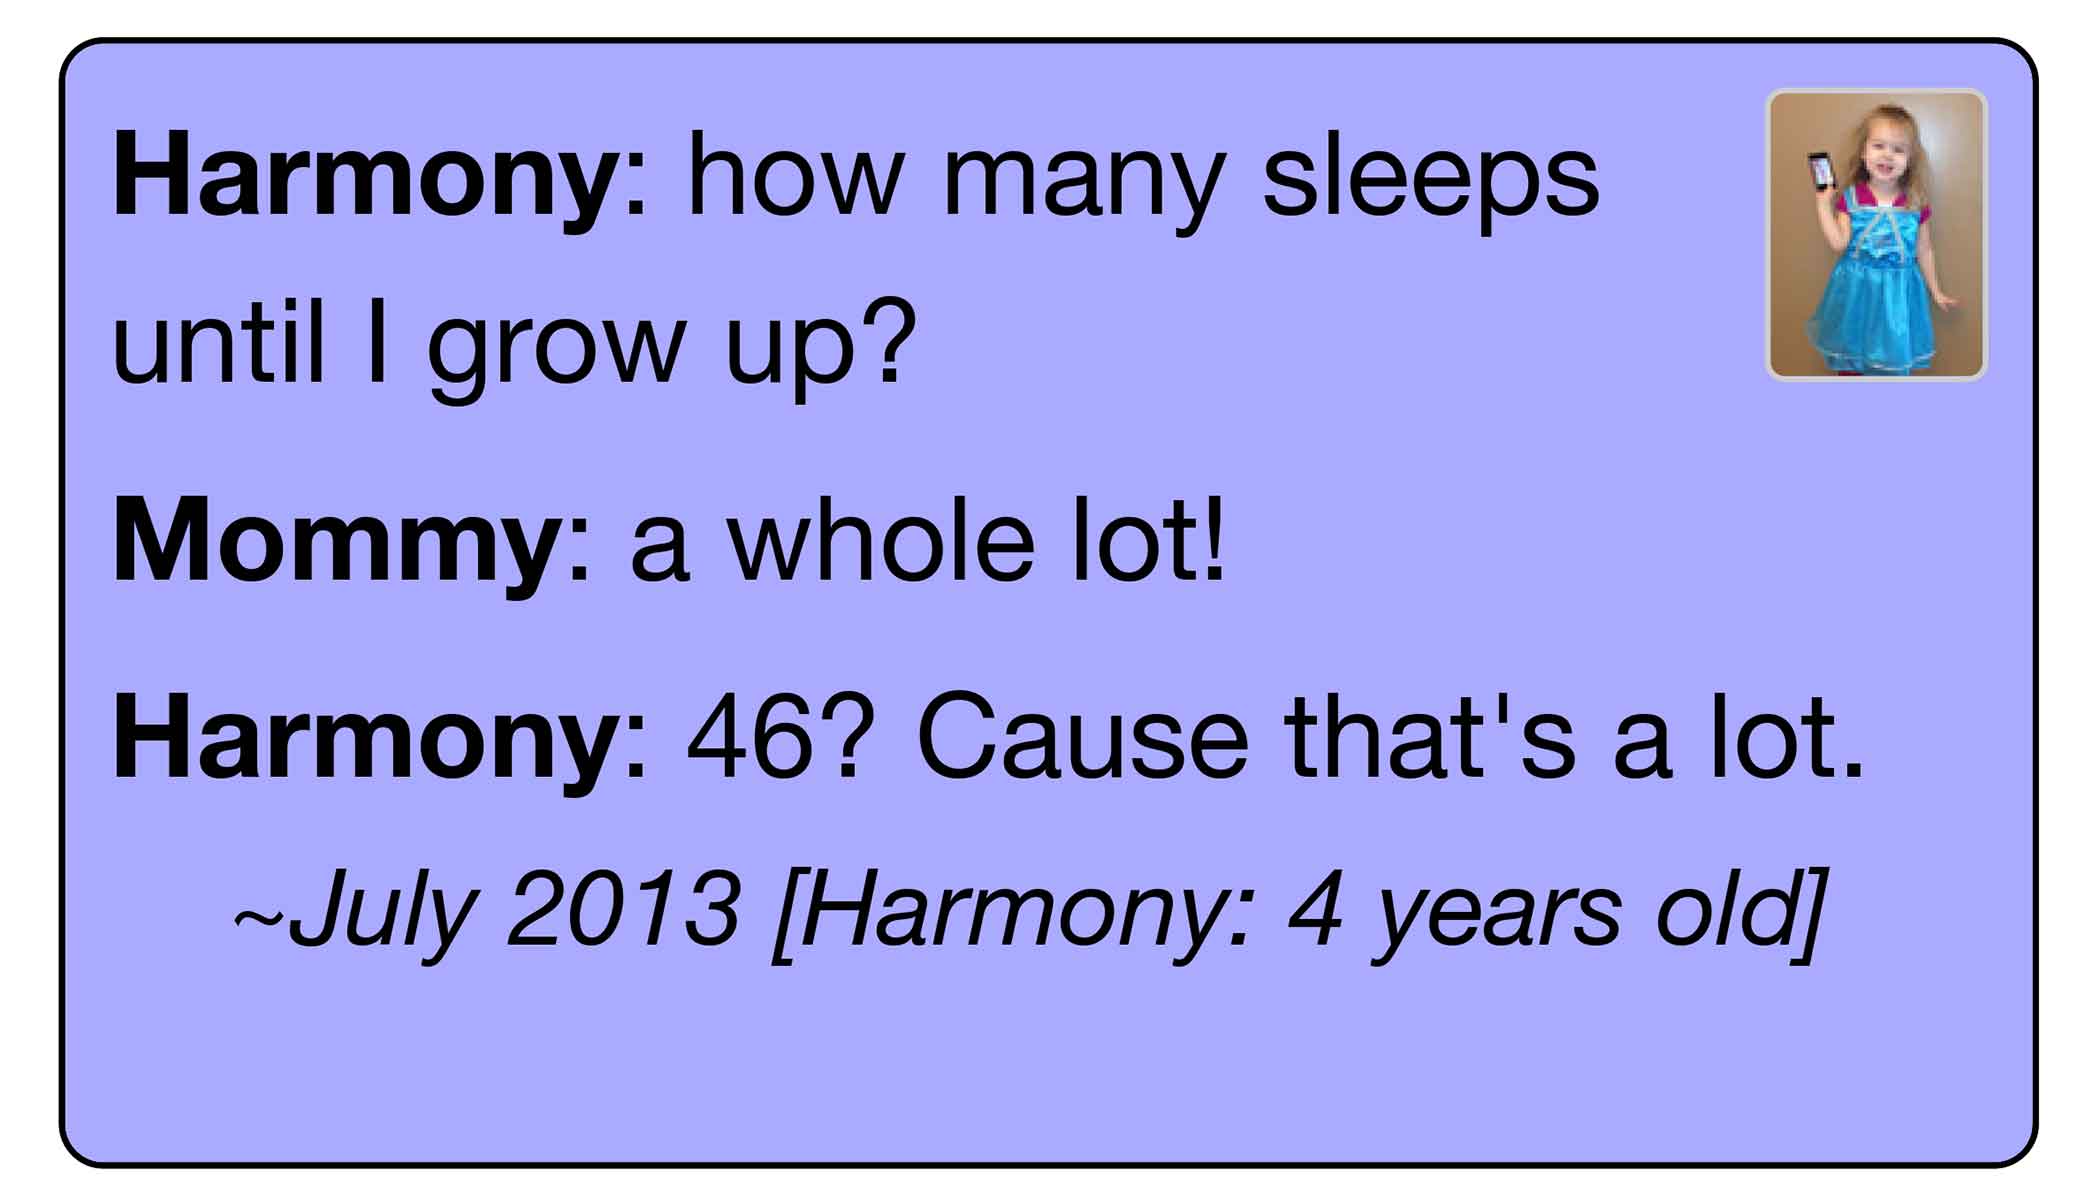 Harmony: how many sleeps
until I grow up?
Mommy: a whole lot!
Harmony: 46? Cause that's a lot.
~July 2013 [Harmony: 4 years old]